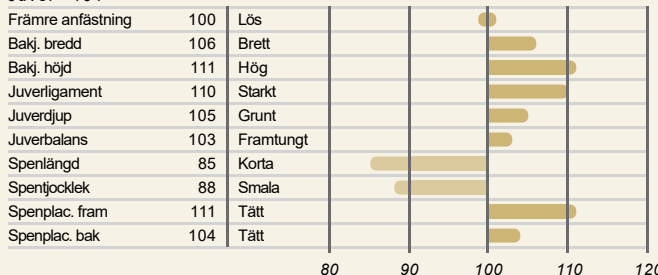 Främre anfästning 100 Lös
Bakj. bredd 106 Brett
Bakj. höjd 111 Hög
Juverligament 110 Starkt
Juverdjup 105 Grunt
Juverbalans 103 Framtungt
Spenlängd 85 Korta
Spentjocklek 88 Smala
Spenplac. fram 111 Tätt
Spenplac. bak 104 Tätt
80 90 100 110 120